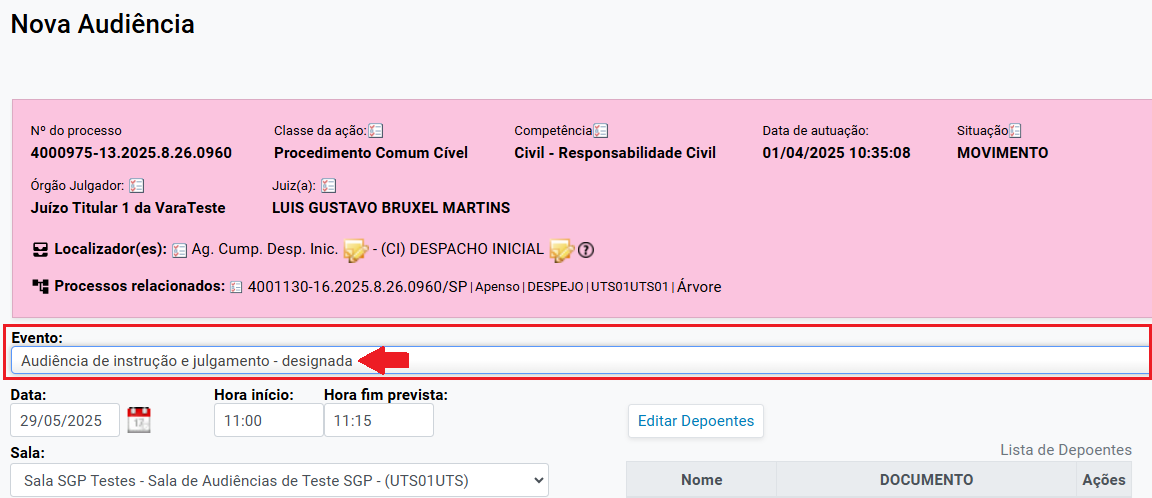 Nova Audiência
Nº do processo Classe da ação: Competência Data de autuação: Situação
4000975-13.2025.8.26.0960 Procedimento Comum Cível Civil - Responsabilidade Civil 01/04/2025 10:35:08 MOVIMENTO
Órgão Julgador: Juiz(a):
Juízo Titular 1 da VaraTeste LUIS GUSTAVO BRUXEL MARTINS
Localizador(es): Ag. Cump. Desp. Inic. - (CI) DESPACHO INICIAL ?
Processos relacionados: 4001130-16.2025.8.26.0960/SP | Apenso | DESPEJO | UTS01UTS01 | Árvore
Evento:
Audiência de instrução e julgamento - designada
Data: Hora início: Hora fim prevista:
29/05/2025 11:00 11:15 Editar Depoentes
Sala: Lista de Depoentes
Sala SGP Testes - Sala de Audiências de Teste SGP - (UTS01UTS) Nome DOCUMENTO Ações